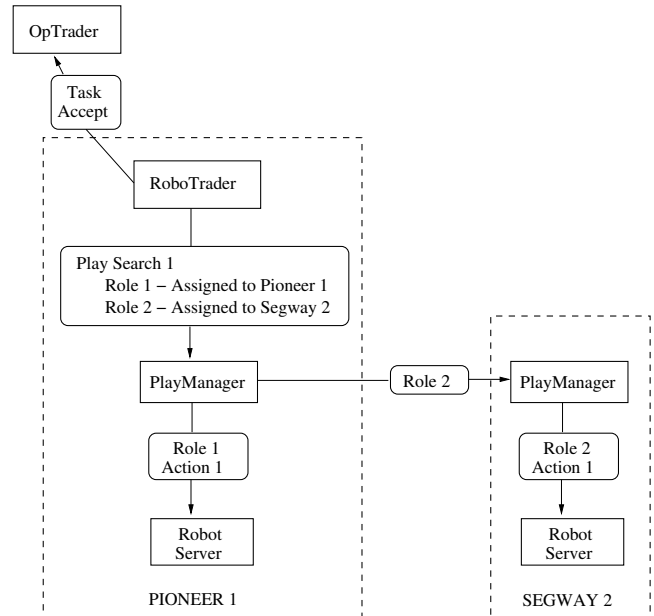 OpTrader
Task
Accept
RoboTrader
Play Search 1
Role 1 − Assigned to Pioneer 1
Role 2 − Assigned to Segway 2
PlayManager
Role 2
PlayManager
Role 1
Action 1
Role 2
Action 1
Robot
Server
Robot
Server
PIONEER 1
SEGWAY 2